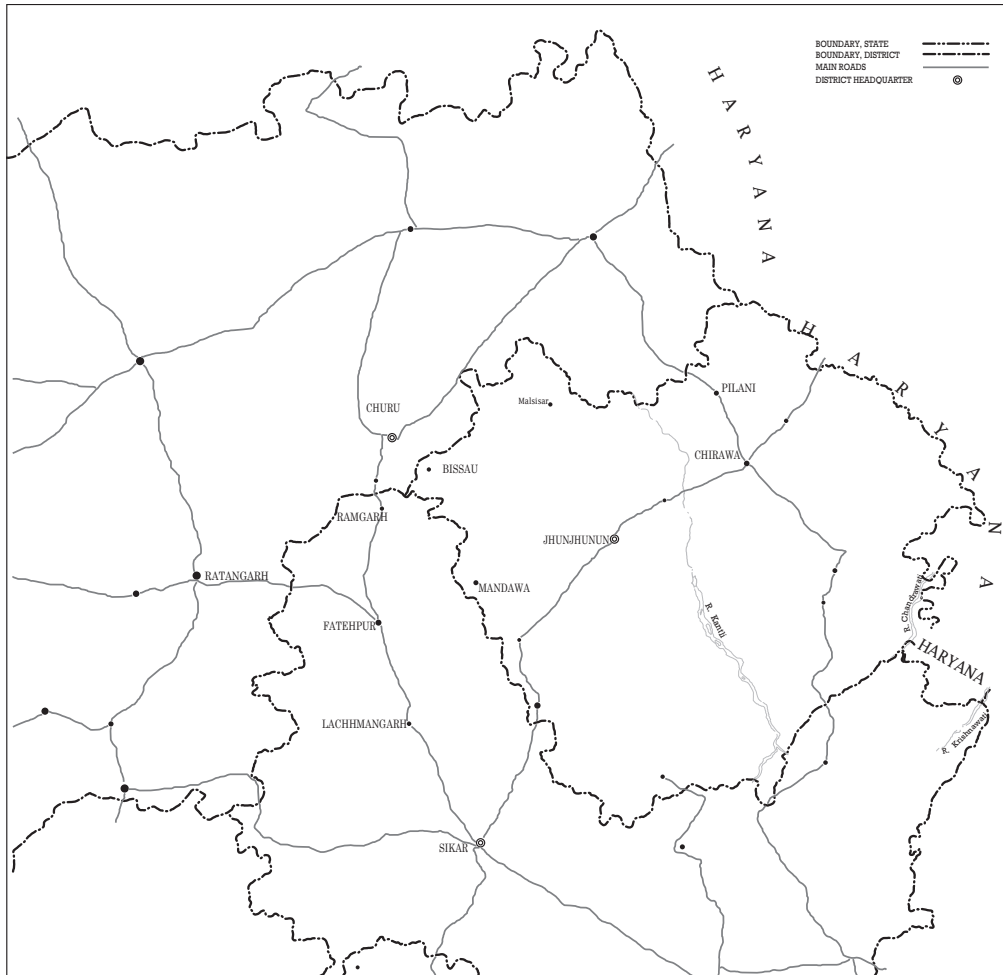 BOUNDARY, STATE
BOUNDARY, DISTRICT
MAIN ROADS
DISTRICT HEADQUARTER
HARYANA
HARYANA
PILANI
Malsisar
CHURU
CHIRAWA
BISSAU
RAMGARH
JHUNJHUNUN
RATANGARH
MANDAWA
R. Chandrawati
R. Kantli
FATEHPUR
HARYANA
LACHHMANGARH
R. Krishnawati
SIKAR